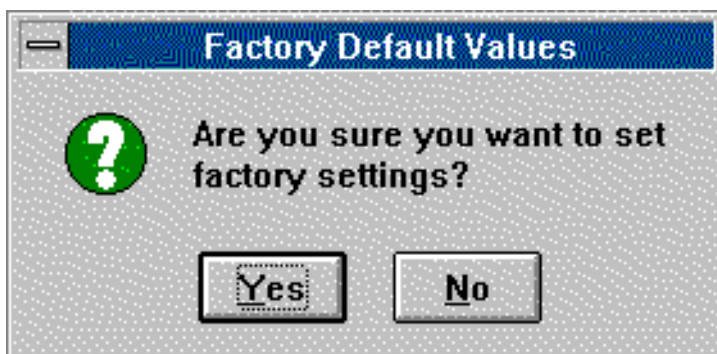 Factory Default Values
Are you sure you want to set
factory settings?
Yes
No